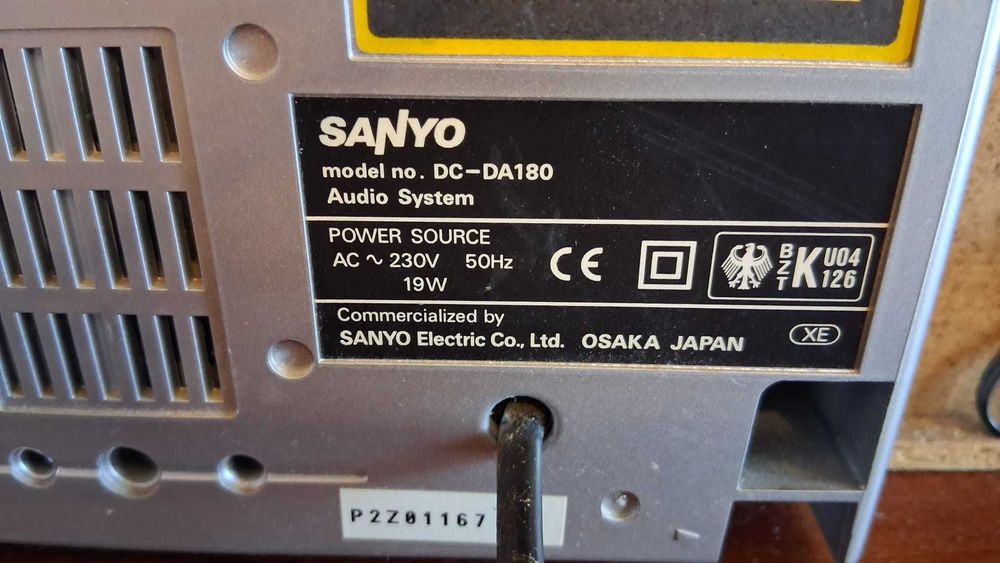 SANYO
model no. DC-DA180
Audio System
POWER SOURCE
AC ~ 230V 50Hz
19W
CE
BZT K U04 126
Commercialized by
SANYO Electric Co., Ltd. OSAKA JAPAN
XE
P2Z01167